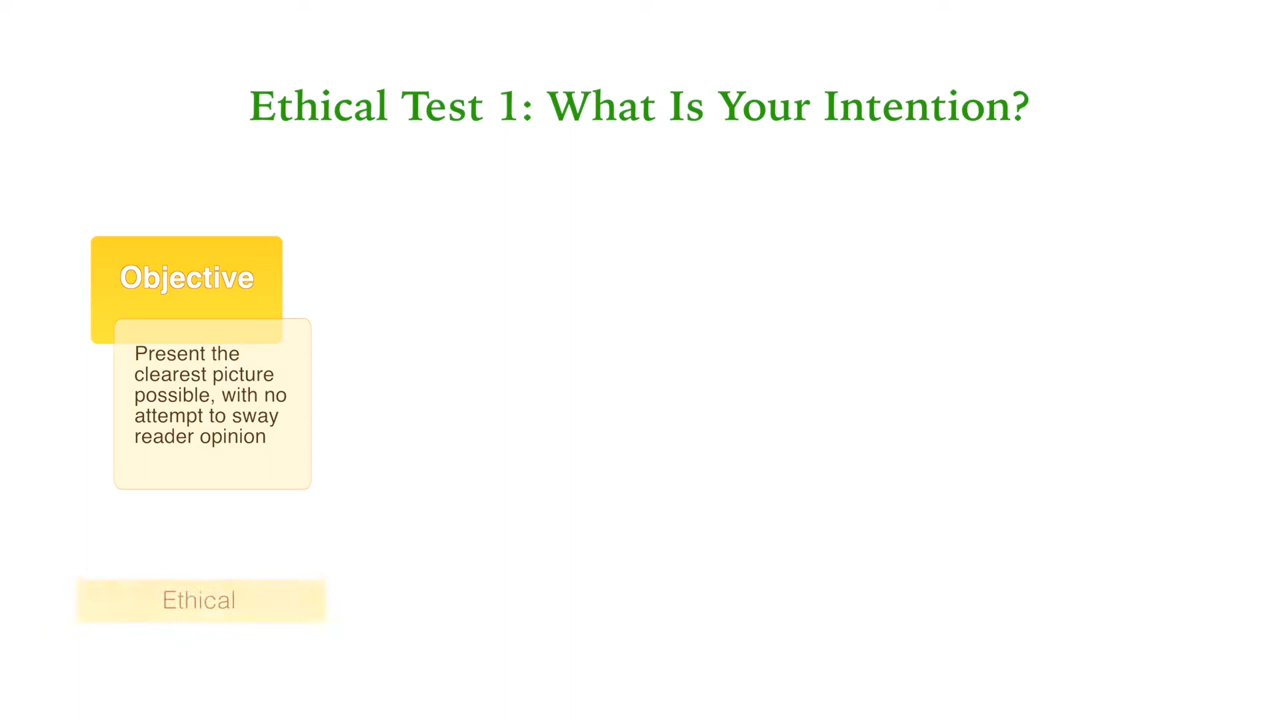 Ethical Test 1: What Is Your Intention?
Objective
Present the
clearest picture
possible, with no
attempt to sway
reader opinion
Ethical